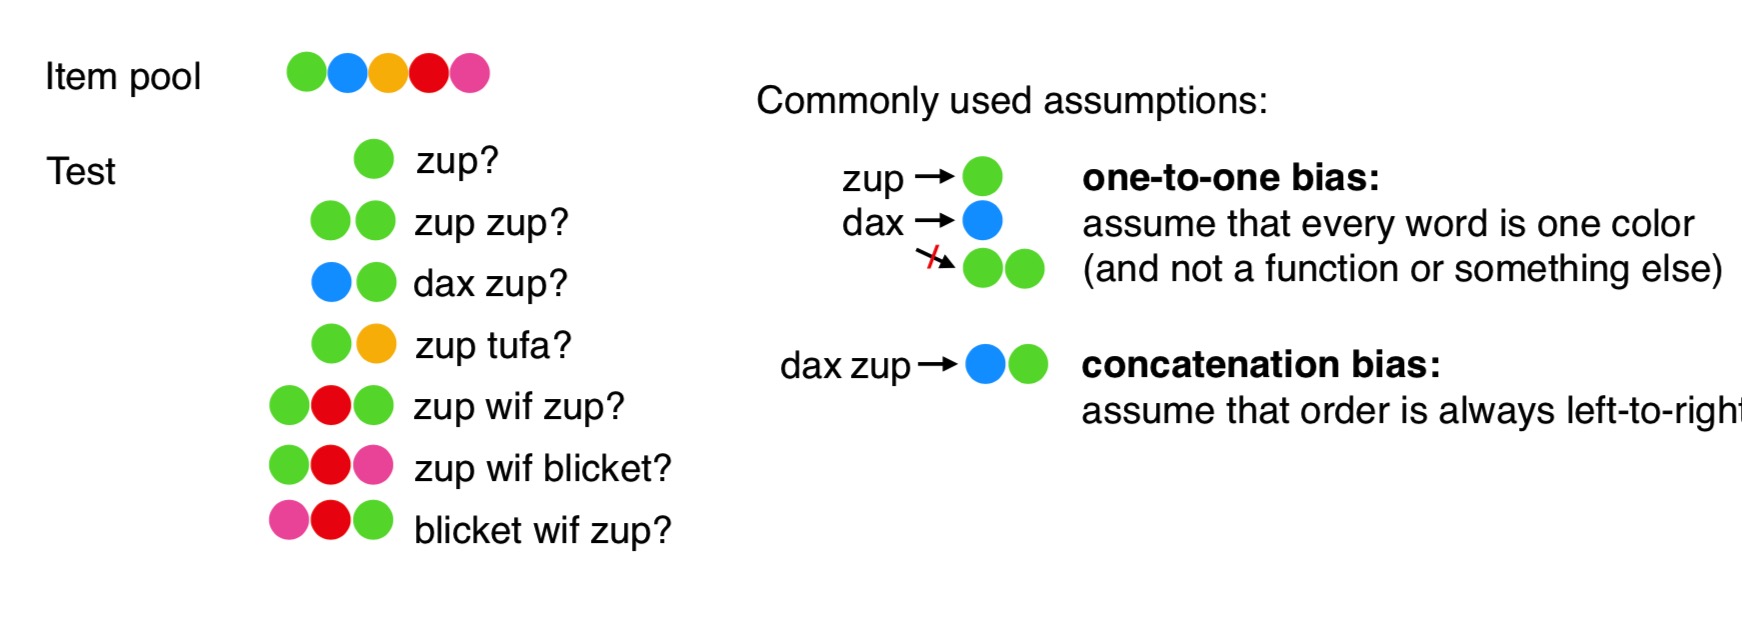 Item pool
Test
zup?
zup zup?
dax zup?
zup tufa?
zup wif zup?
zup wif blicket?
blicket wif zup?
Commonly used assumptions:
zup
dax
one-to-one bias:
assume that every word is one color
(and not a function or something else)
dax zup
concatenation bias:
assume that order is always left-to-right